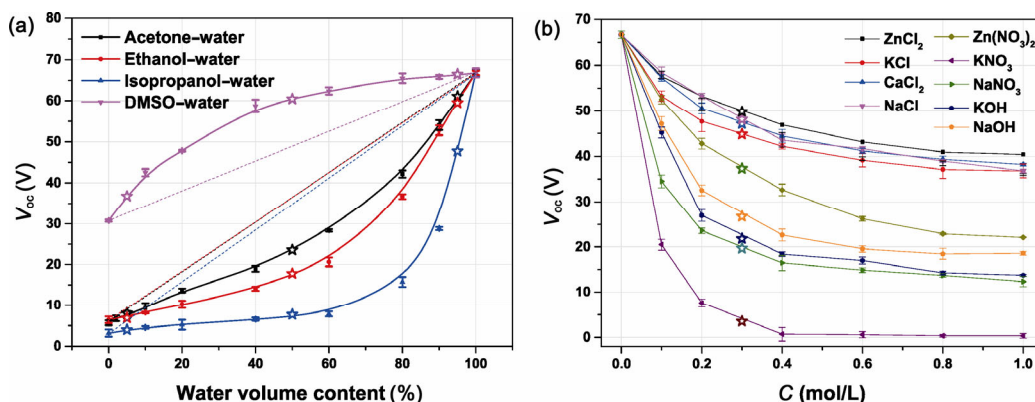 (a)
Acetone–water
Ethanol–water
Isopropanol–water
DMSO–water
80
70
60
50
40
30
20
10
0
V_oc (V)
0
20
40
60
80
100
Water volume content (%)
(b)
ZnCl₂
KCl
CaCl₂
NaCl
Zn(NO₃)₂
KNO₃
NaNO₃
KOH
NaOH
70
60
50
40
30
20
10
0
V_oc (V)
0.0
0.2
0.4
0.6
0.8
1.0
C (mol/L)